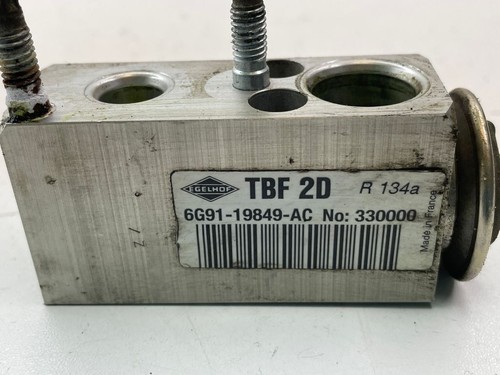 EGELHOF TBF 2D R 134a
6G91-19849-AC No: 330000
Made in France